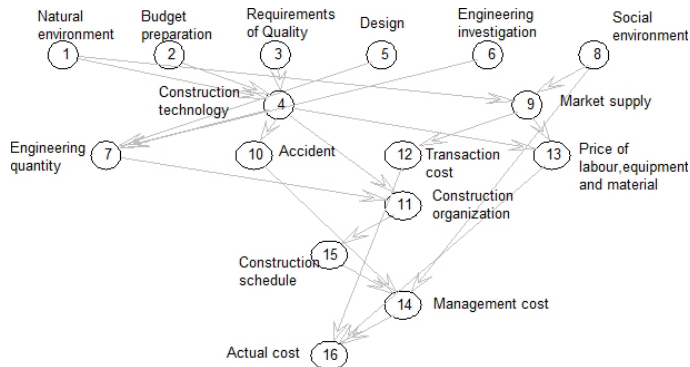 Natural
environment
Budget
preparation
Requirements
of Quality
Design
Engineering
investigation
Social
environment
1
2
3
5
6
8
Construction
technology
4
9
Market supply
Engineering
quantity
7
10
Accident
12
Transaction
cost
13
Price of
labour,equipment
and material
11
Construction
organization
Construction
schedule
15
14
Management cost
Actual cost
16